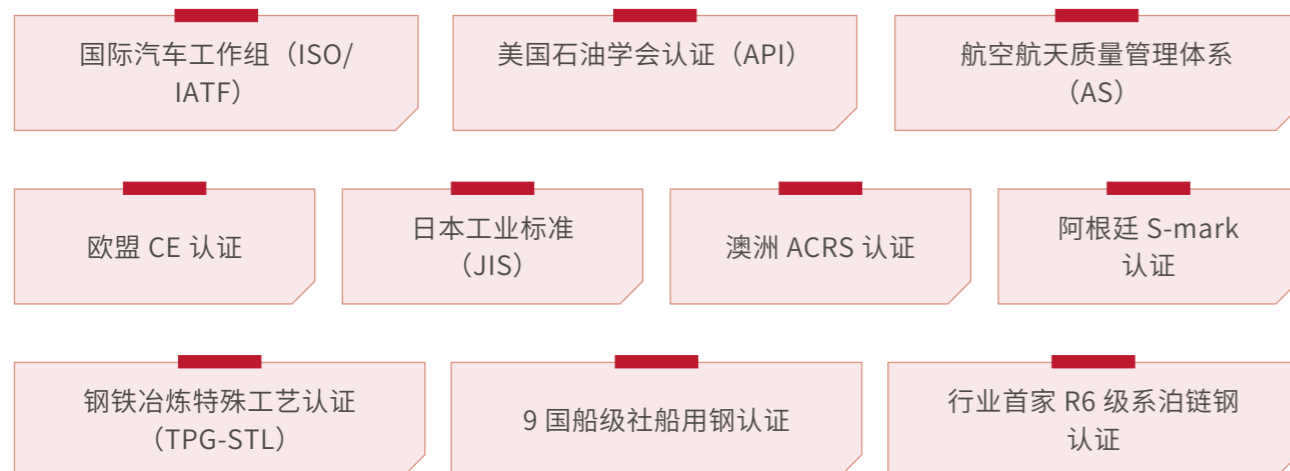 国际汽车工作组（ISO/
IATF）
美国石油学会认证（API）
航空航天质量管理体系
（AS）
欧盟 CE 认证
日本工业标准
（JIS）
澳洲 ACRS 认证
阿根廷 S-mark
认证
钢铁冶炼特殊工艺认证
（TPG-STL）
9 国船级社船用钢认证
行业首家 R6 级系泊链钢
认证